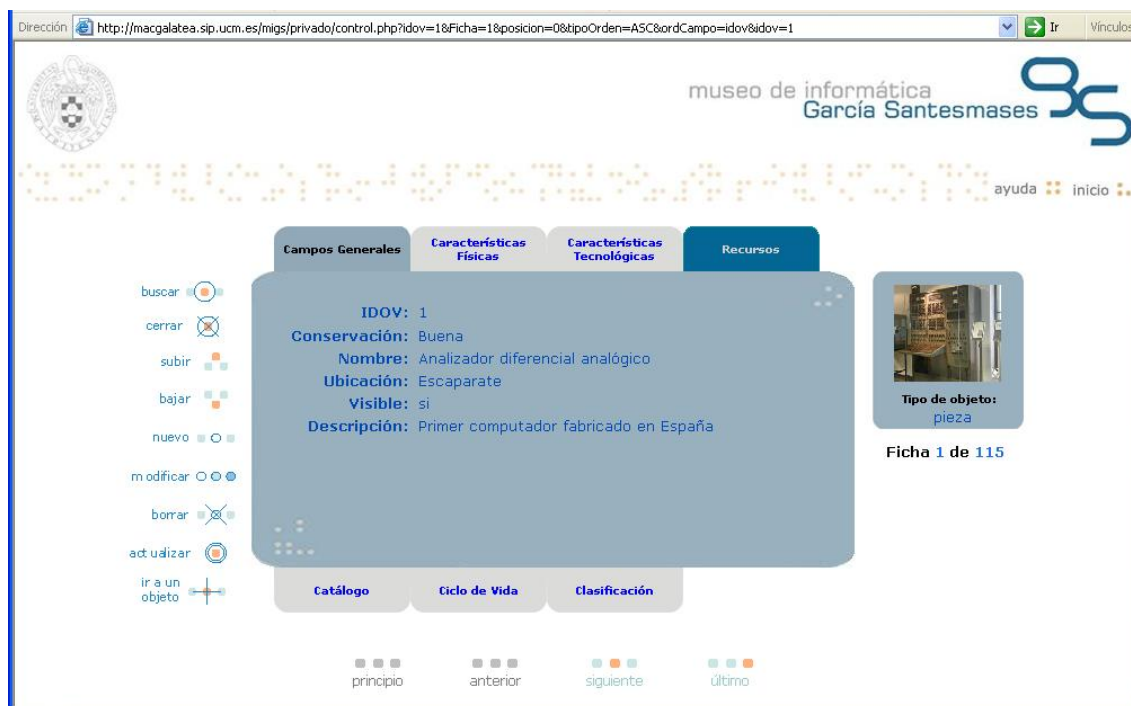 Dirección http://macgalatea.sip.ucm.es/migs/privado/control.php?idov=1&Ficha=1&posicion=0&tipoOrden=ASC&ordCampo=idov&idov=1 Ir Vínculos
museo de informática
García Santesmases
ayuda inicio
Campos Generales
Características Físicas
Características Tecnológicas
Recursos
buscar
cerrar
subir
bajar
nuevo
modificar
borrar
actualizar
ir a un
objeto
IDOV: 1
Conservación: Buena
Nombre: Analizador diferencial analógico
Ubicación: Escaparate
Visible: si
Descripción: Primer computador fabricado en España
Tipo de objeto:
pieza
Ficha 1 de 115
Catálogo Ciclo de Vida Clasificación
principio anterior siguiente último